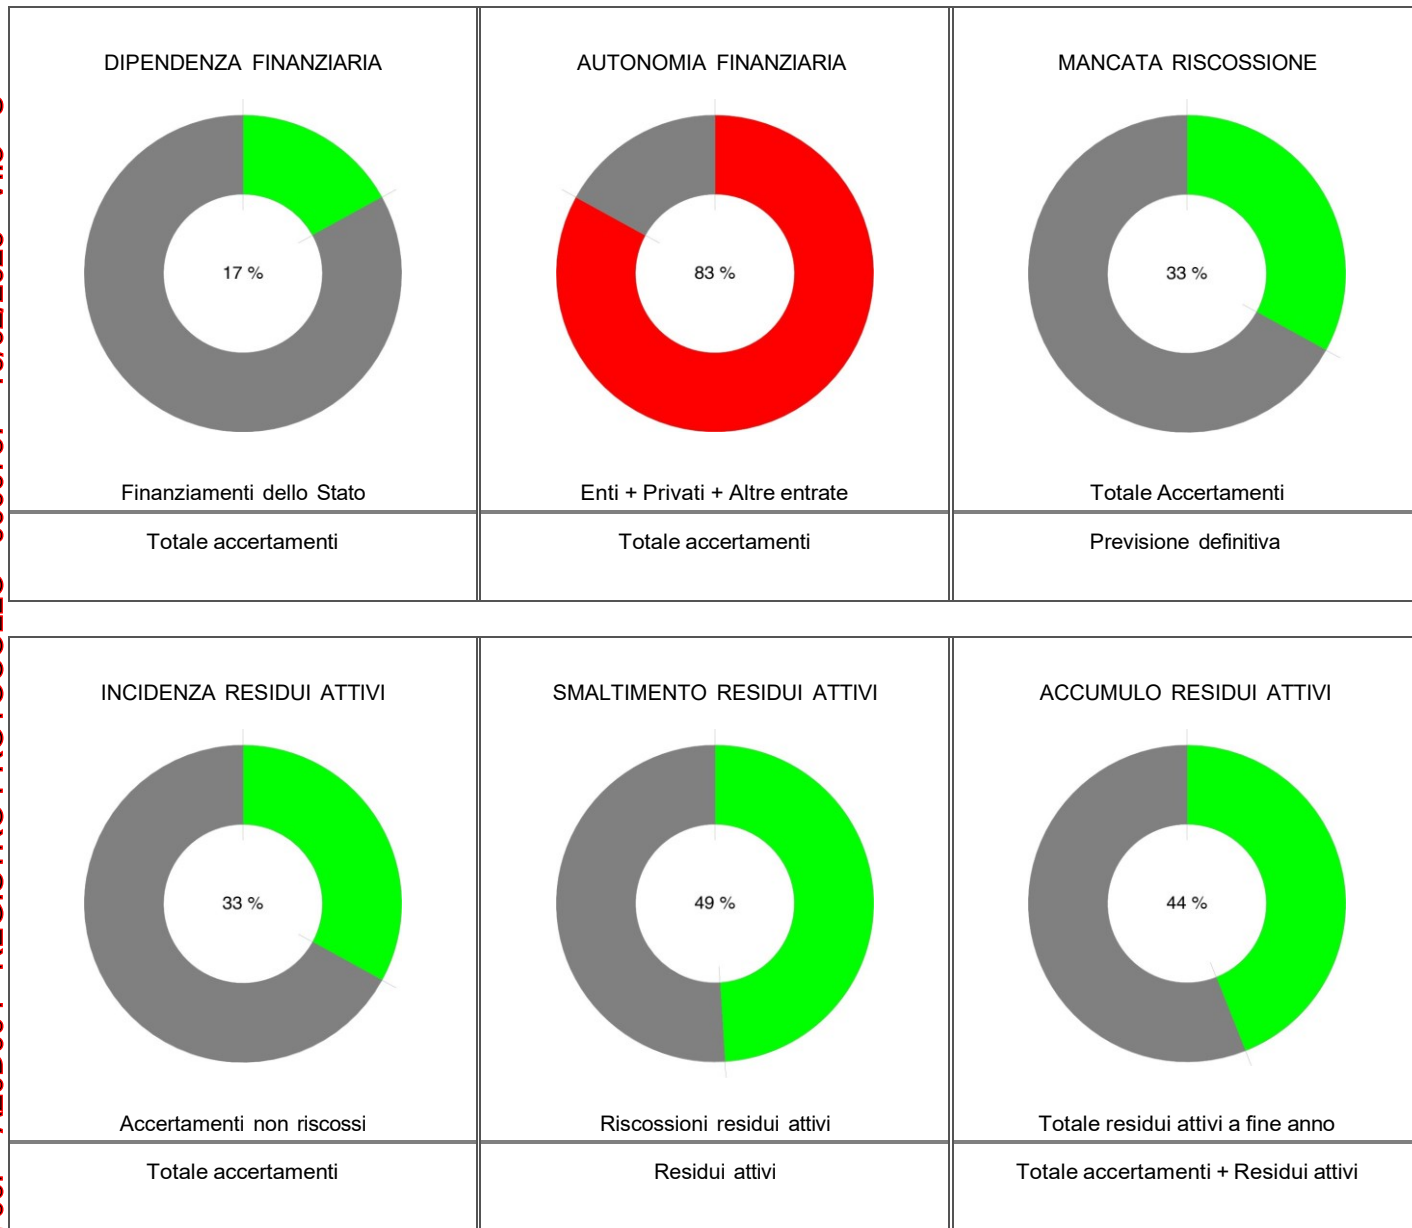 DIPENDENZA FINANZIARIA
17 %
Finanziamenti dello Stato
Totale accertamenti
AUTONOMIA FINANZIARIA
83 %
Enti + Privati + Altre entrate
Totale accertamenti
MANCATA RISCOSSIONE
33 %
Totale Accertamenti
Previsione definitiva
INCIDENZA RESIDUI ATTIVI
33 %
Accertamenti non riscossi
Totale accertamenti
SMALTIMENTO RESIDUI ATTIVI
49 %
Riscossioni residui attivi
Residui attivi
ACCUMULO RESIDUI ATTIVI
44 %
Totale residui attivi a fine anno
Totale accertamenti + Residui attivi